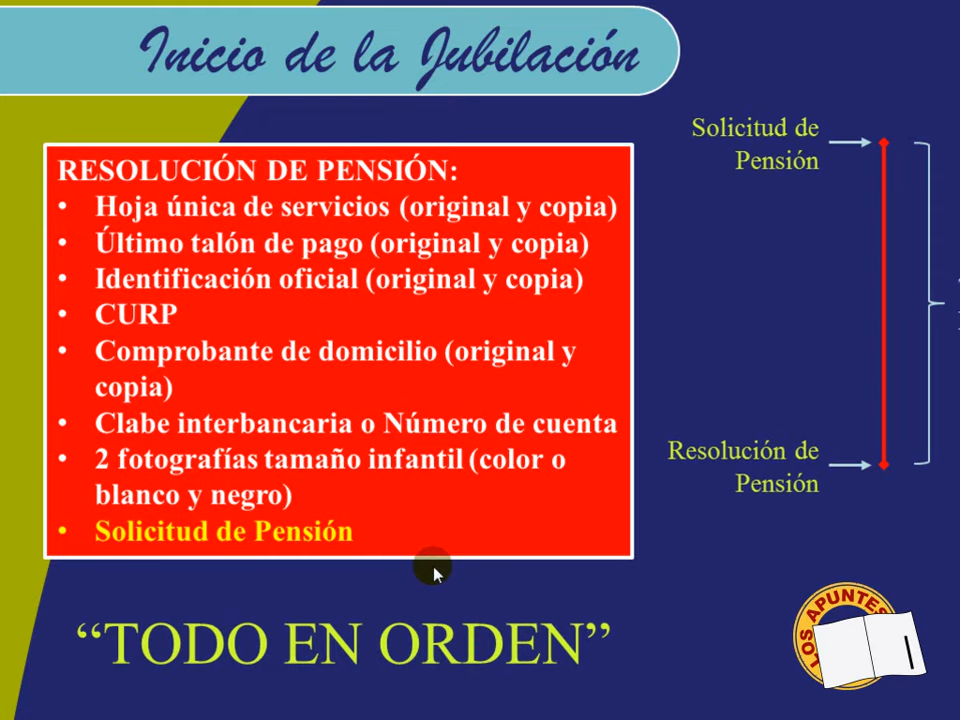 Inicio de la Jubilación
RESOLUCIÓN DE PENSIÓN:
• Hoja única de servicios (original y copia)
• Último talón de pago (original y copia)
• Identificación oficial (original y copia)
• CURP
• Comprobante de domicilio (original y
copia)
• Clabe interbancaria o Número de cuenta
• 2 fotografías tamaño infantil (color o
blanco y negro)
• Solicitud de Pensión
Solicitud de
Pensión
Resolución de
Pensión
“TODO EN ORDEN”
LOS APUNTES